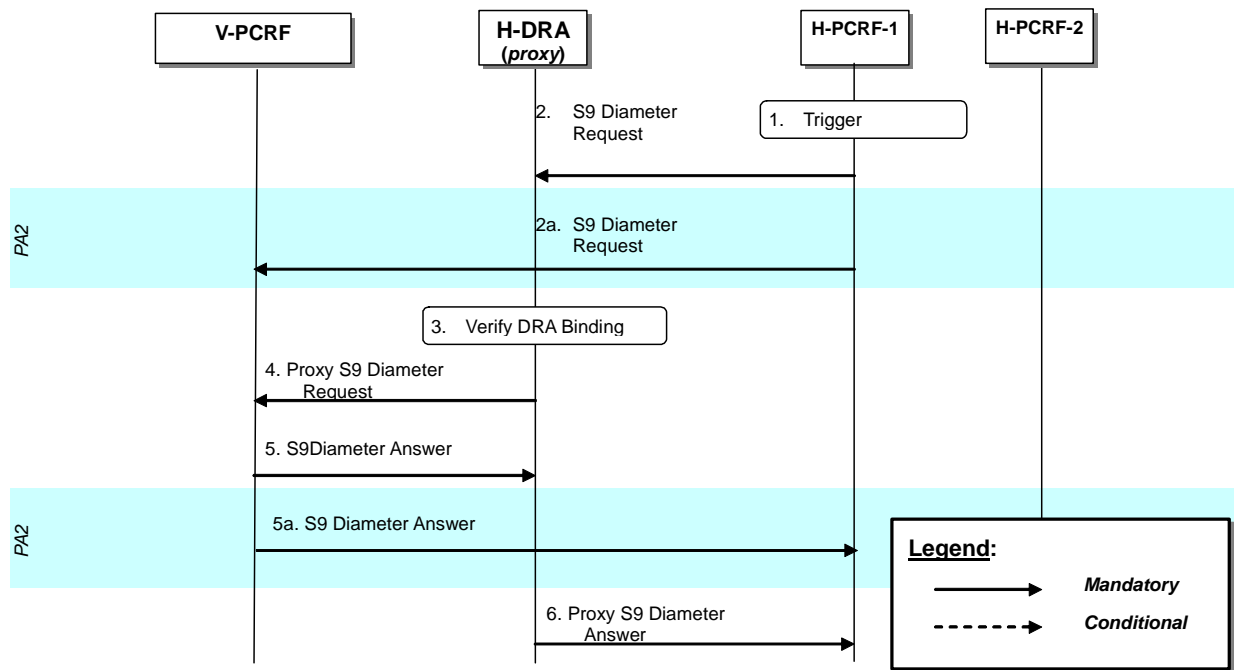 V-PCRF
H-DRA
(proxy)
H-PCRF-1
H-PCRF-2
1. Trigger
2. S9 Diameter
Request
PA2
2a. S9 Diameter
Request
3. Verify DRA Binding
4. Proxy S9 Diameter
Request
5. S9Diameter Answer
PA2
5a. S9 Diameter Answer
6. Proxy S9 Diameter
Answer
Legend:
Mandatory
Conditional